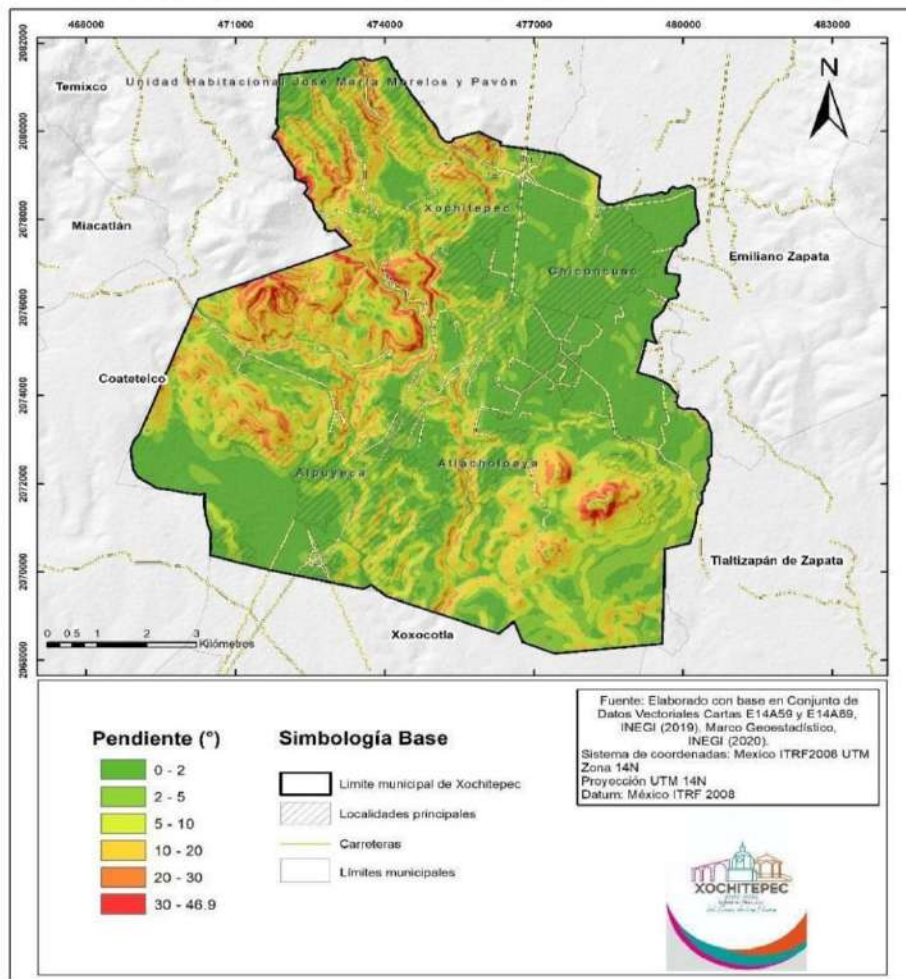 468000 471000 474000 477000 480000 483000
2082000
2080000
2078000
2076000
2074000
2072000
2070000
2068000
Temixco
Unidad Habitacional José María Morelos y Pavón
N
Miacatlán
Xochitepec
Emiliano Zapata
Chiconcuac
Coatetelco
Alpuyeca
Atlacholoaya
Tlaltizapán de Zapata
Xoxocotla
0 0.5 1 2 3
Kilómetros
Pendiente (°)
0 - 2
2 - 5
5 - 10
10 - 20
20 - 30
30 - 46.9
Simbología Base
Límite municipal de Xochitepec
Localidades principales
Carreteras
Límites municipales
Fuente: Elaborado con base en Conjunto de
Datos Vectoriales Cartas E14A59 y E14A69,
INEGI (2019). Marco Geoestadístico,
INEGI (2020).
Sistema de coordenadas: Mexico ITRF2008 UTM
Zona 14N
Proyección UTM 14N
Datum: México ITRF 2008
XOCHITEPEC